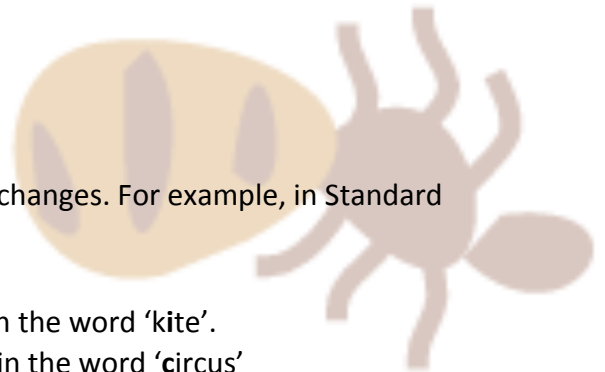 changes. For example, in Standard
the word ‘kite’.
in the word ‘circus’